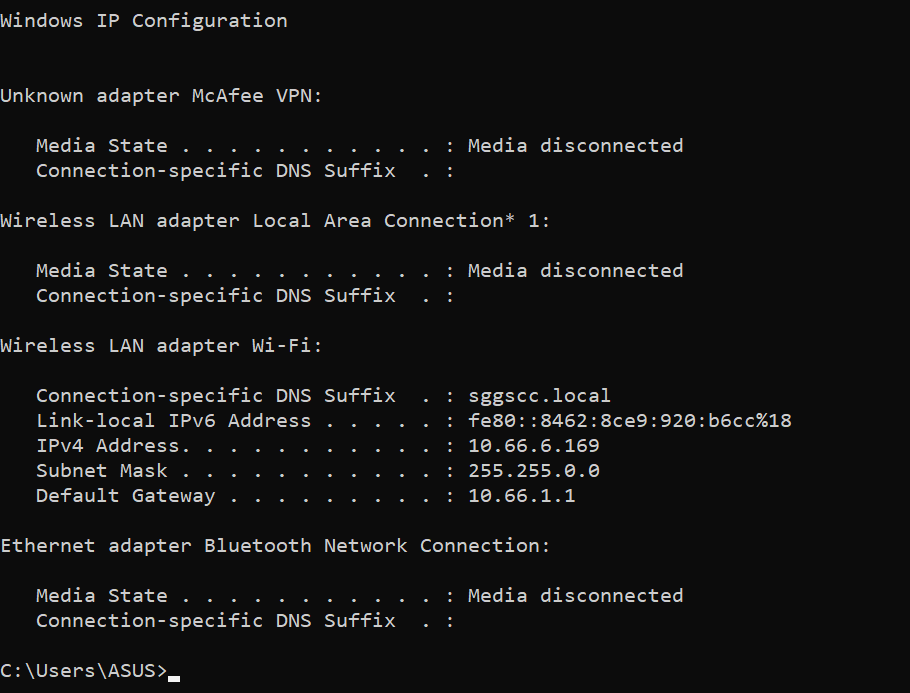 Windows IP Configuration
Unknown adapter McAfee VPN:
Media State . . . . . . . . . . . : Media disconnected
Connection-specific DNS Suffix  . :
Wireless LAN adapter Local Area Connection* 1:
Media State . . . . . . . . . . . : Media disconnected
Connection-specific DNS Suffix  . :
Wireless LAN adapter Wi-Fi:
Connection-specific DNS Suffix  . : sggscc.local
Link-local IPv6 Address . . . . . : fe80::8462:8ce9:920:b6cc%18
IPv4 Address. . . . . . . . . . . : 10.66.6.169
Subnet Mask . . . . . . . . . . . : 255.255.0.0
Default Gateway . . . . . . . . . : 10.66.1.1
Ethernet adapter Bluetooth Network Connection:
Media State . . . . . . . . . . . : Media disconnected
Connection-specific DNS Suffix  . :
C:\Users\ASUS>